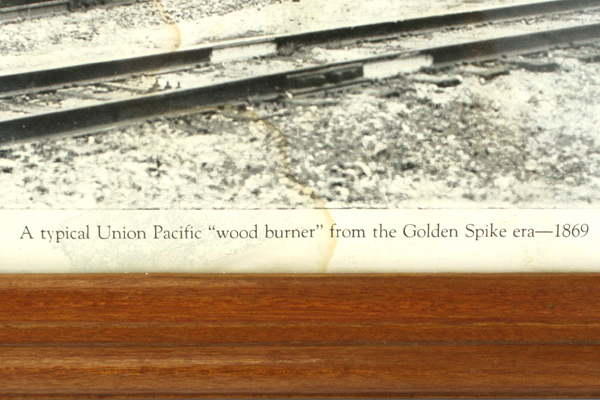 A typical Union Pacific “wood burner” from the Golden Spike era—1869